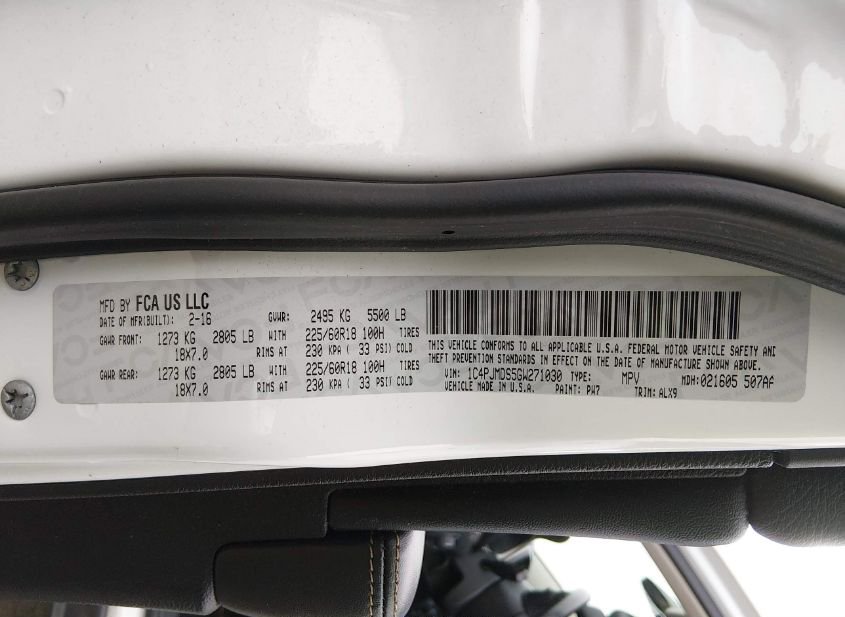 MFD BY FCA US LLC
DATE OF MFR(BUILT): 2-16 GVWR: 2495 KG 5500 LB
GAWR FRONT: 1273 KG 2805 LB WITH 225/60R18 100H TIRES
18X7.0 RIMS AT 230 KPA ( 33 PSI) COLD
GAWR REAR: 1273 KG 2805 LB WITH 225/60R18 100H TIRES
18X7.0 RIMS AT 230 KPA ( 33 PSI) COLD
THIS VEHICLE CONFORMS TO ALL APPLICABLE U.S.A. FEDERAL MOTOR VEHICLE SAFETY AND
THEFT PREVENTION STANDARDS IN EFFECT ON THE DATE OF MANUFACTURE SHOWN ABOVE.
VIN: 1C4PJMDS5GW271030 TYPE: MPV MDH:021605 507AA
VEHICLE MADE IN U.S.A. PAINT: PW7 TRIM: ALX9